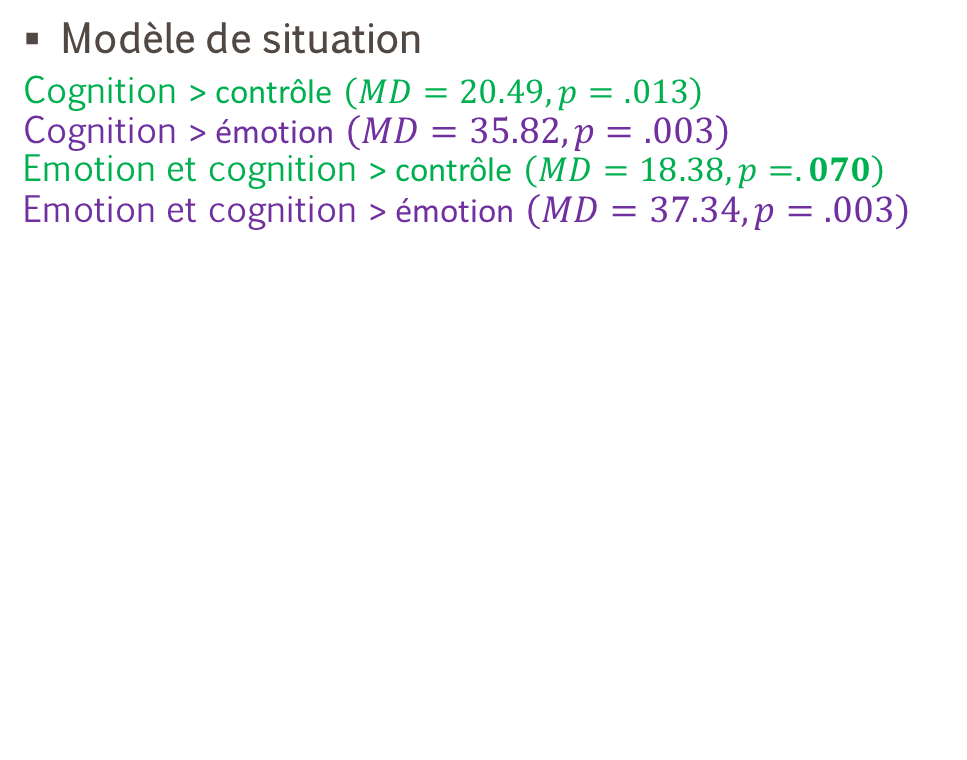 ▪ Modèle de situation
Cognition > contrôle (MD = 20.49, p = .013)
Cognition > émotion (MD = 35.82, p = .003)
Emotion et cognition > contrôle (MD = 18.38, p =. 070)
Emotion et cognition > émotion (MD = 37.34, p = .003)